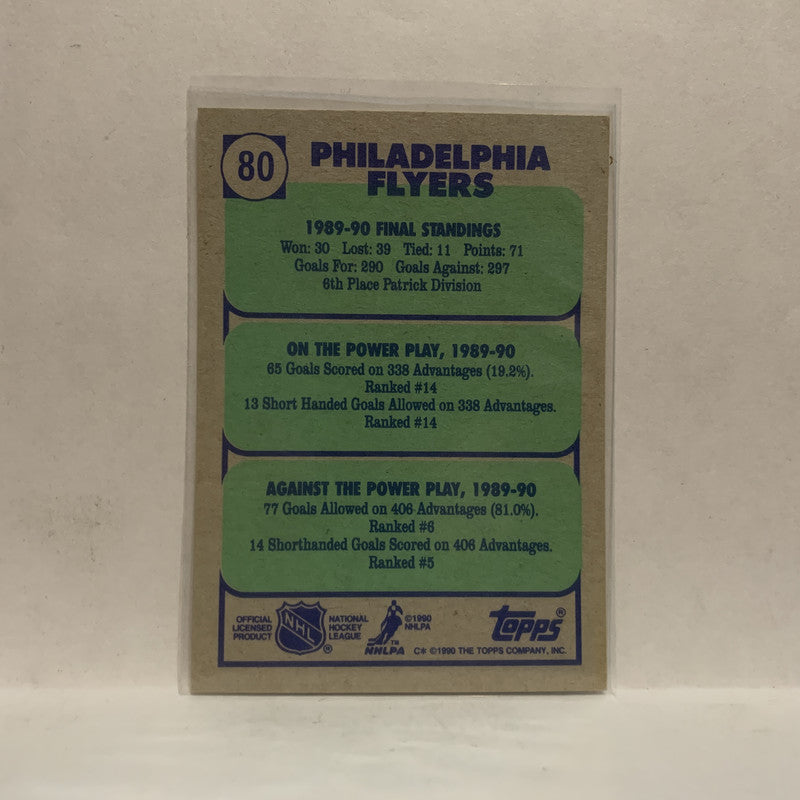 80
PHILADELPHIA
FLYERS
1989-90 FINAL STANDINGS
Won: 30 Lost: 39 Tied: 11 Points: 71
Goals For: 290 Goals Against: 297
6th Place Patrick Division
ON THE POWER PLAY, 1989-90
65 Goals Scored on 338 Advantages (19.2%).
Ranked #14
13 Short Handed Goals Allowed on 338 Advantages.
Ranked #14
AGAINST THE POWER PLAY, 1989-90
77 Goals Allowed on 406 Advantages (81.0%).
Ranked #6
14 Shorthanded Goals Scored on 406 Advantages.
Ranked #5
OFFICIAL
LICENSED
PRODUCT
NHL
®
NATIONAL
HOCKEY
LEAGUE
©1990
NHLPA
TM
NHLPA
Topps®
C* ©1990 THE TOPPS COMPANY, INC.